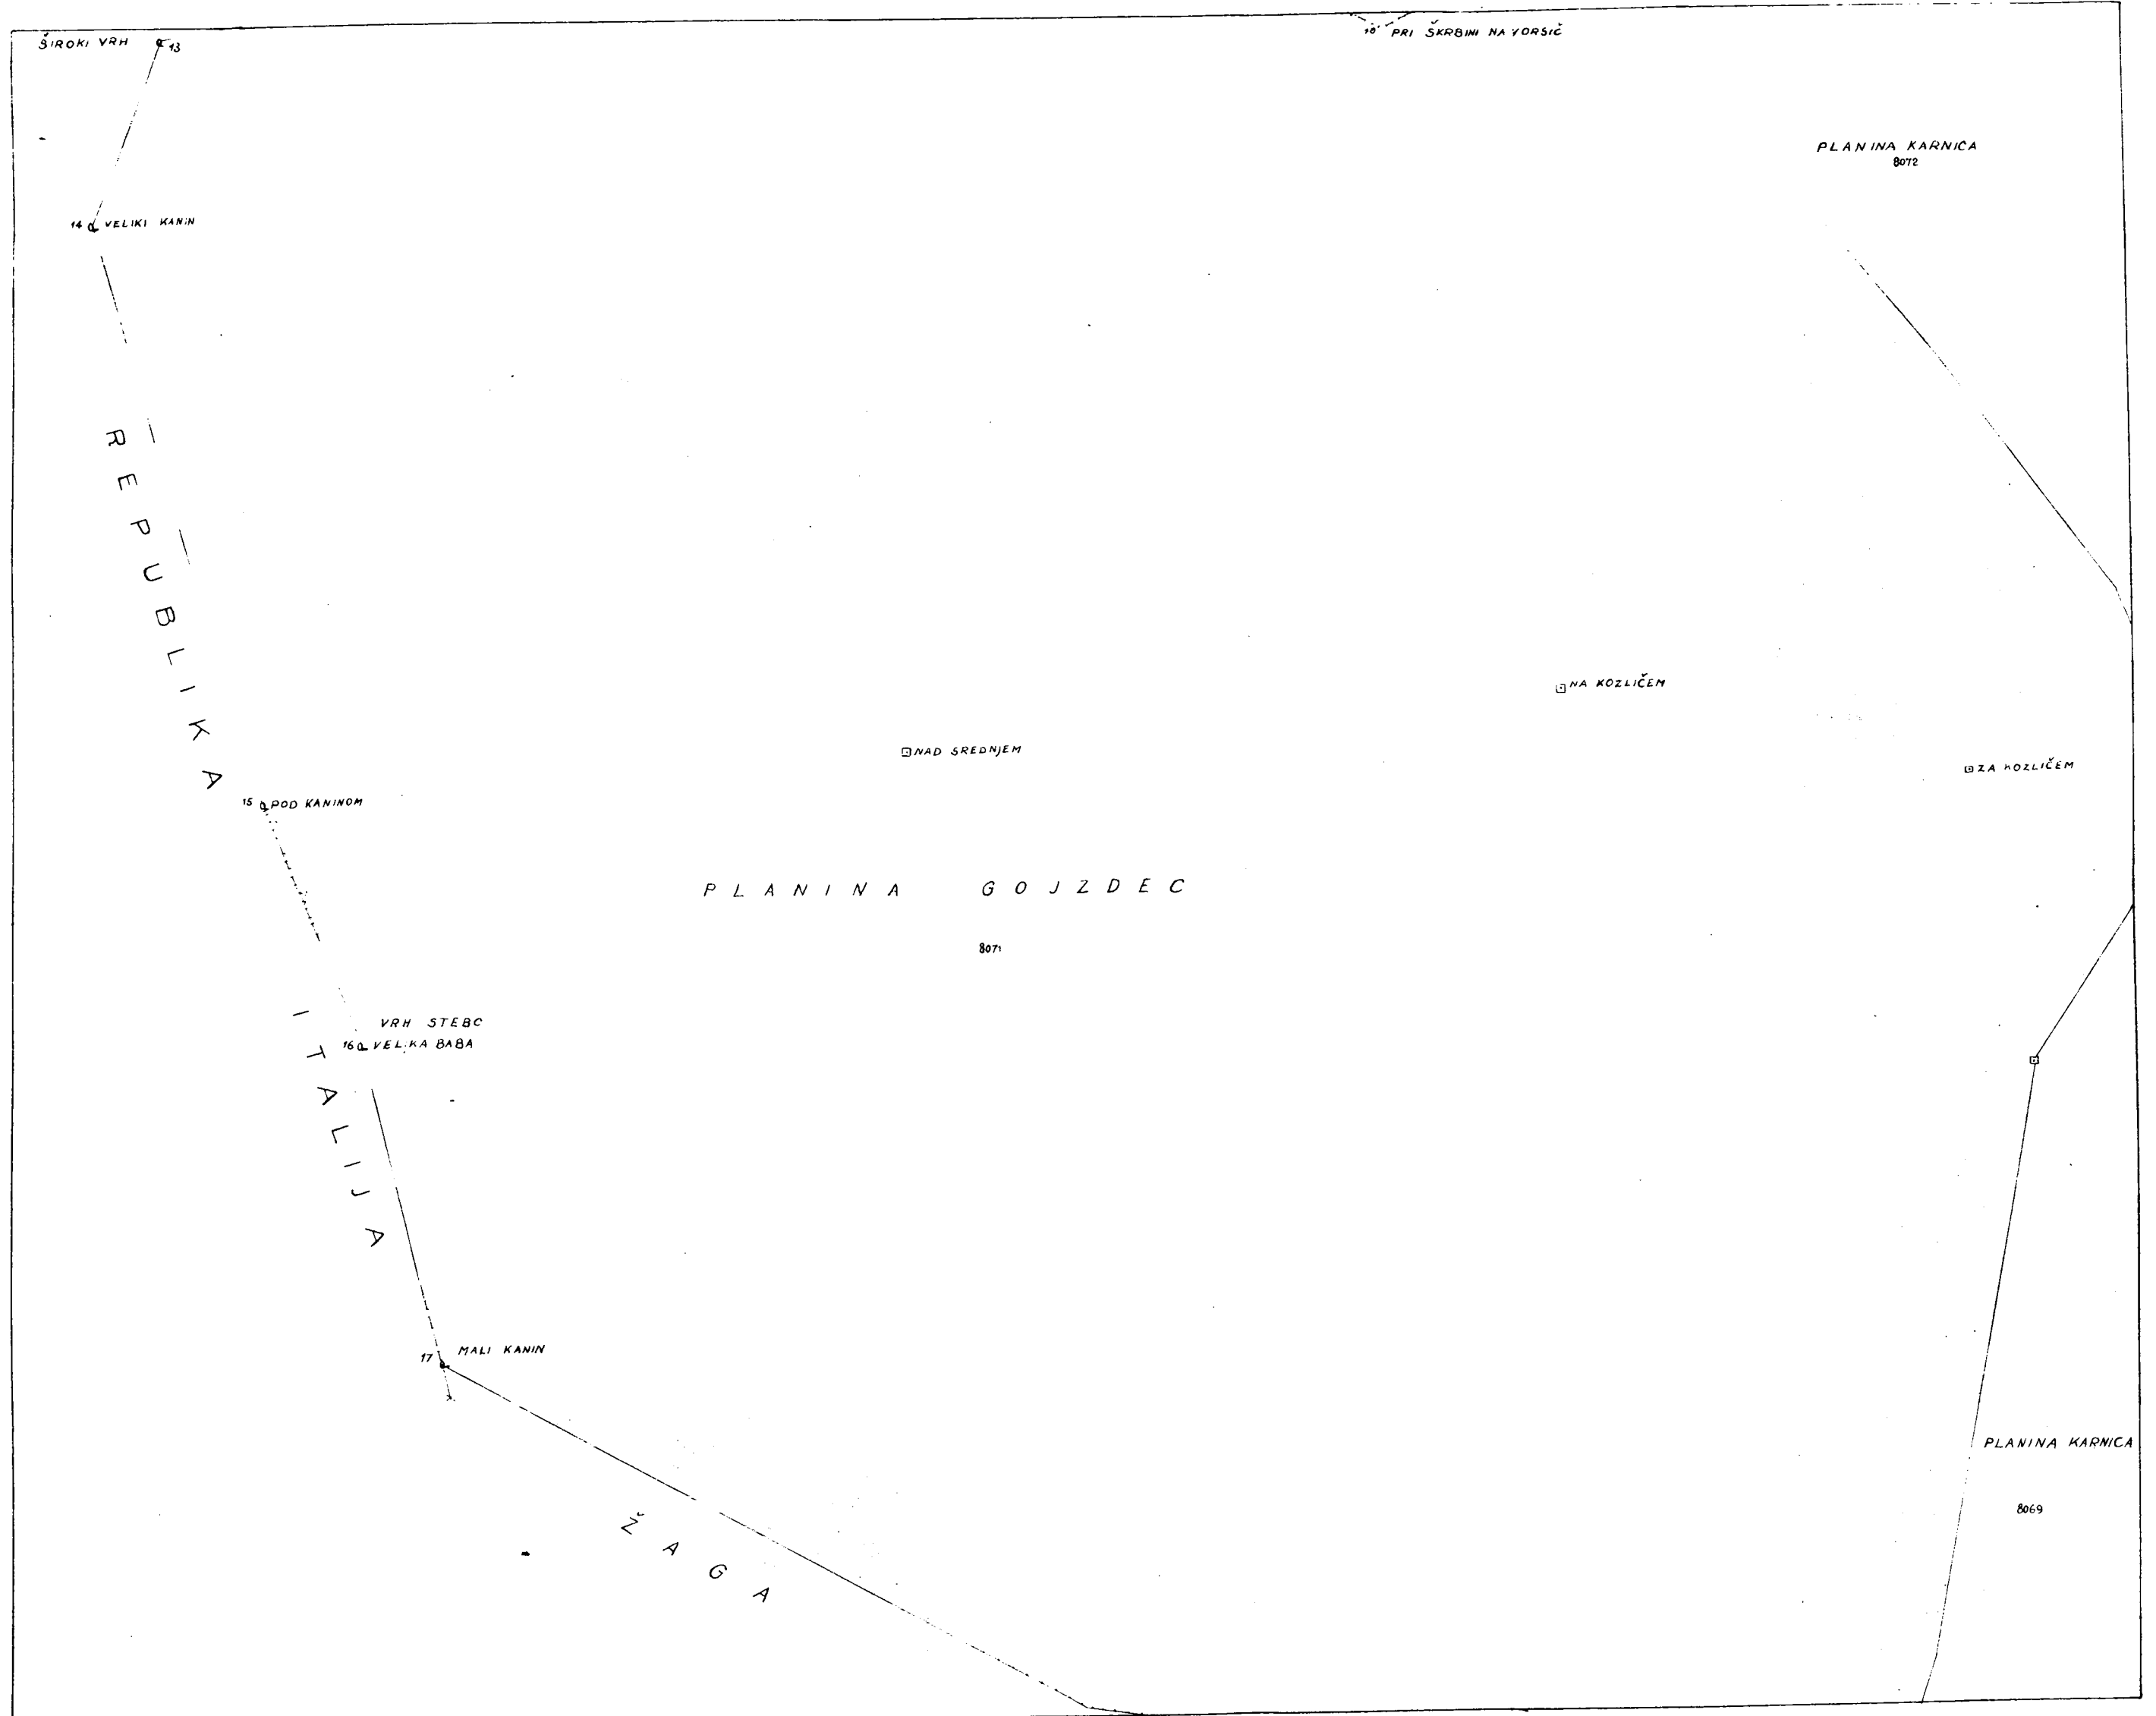 ŠIROKI VRH 13
PRI ŠKRBINI NA VORSIČ
PLANINA KARNICA
8072
14 VELIKI KANIN
REPUBLIKA
NA KOZLIČEM
NAD SREDNJEM
ZA KOZLIČEM
15 POD KANINOM
PLANINA GOJZDEC
8071
ITALIJA
VRH STEBC
16 VELIKA BABA
17 MALI KANIN
PLANINA KARNICA
8069
ŽAGA